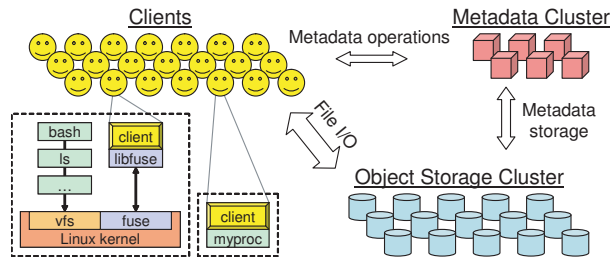 Clients
Metadata Cluster
Metadata operations
File I/O
Metadata
storage
Object Storage Cluster
bash
client
ls
libfuse
...
vfs
fuse
Linux kernel
client
myproc